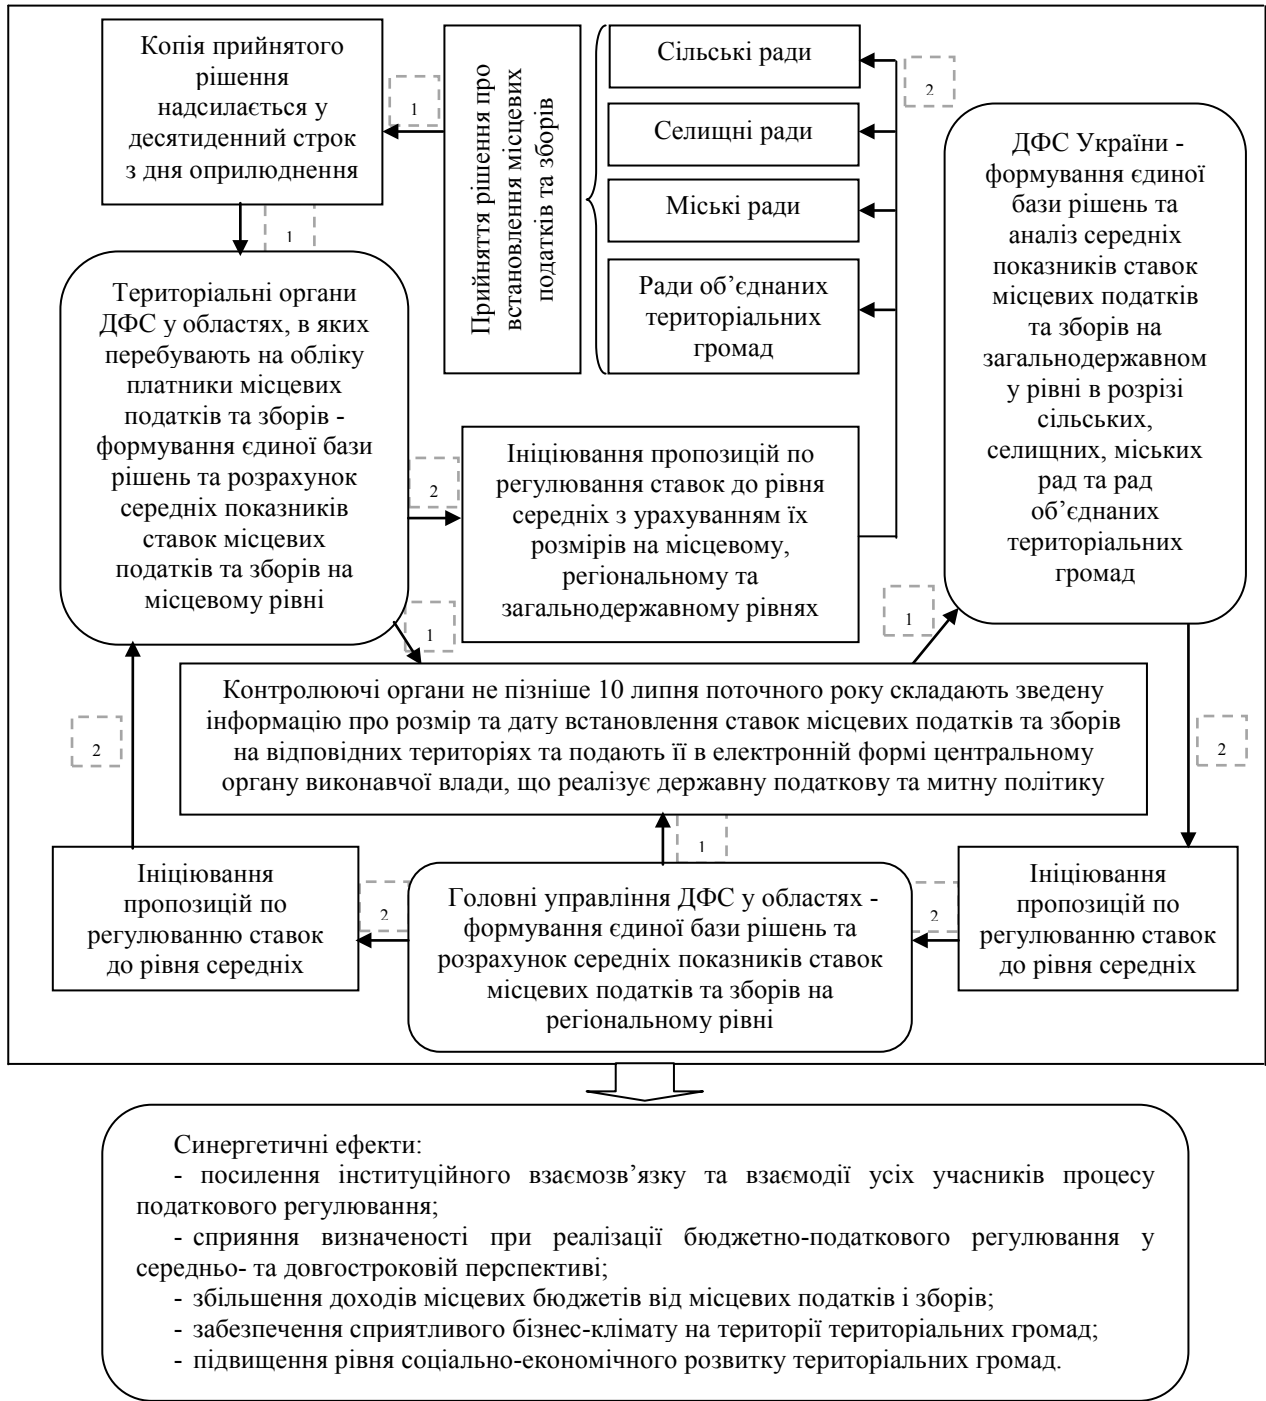 Копія прийнятого
рішення
надсилається у
десятиденний строк
з дня оприлюднення
1
Прийняття рішення про
встановлення місцевих
податків та зборів
Сільські ради
Селищні ради
Міські ради
Ради об’єднаних
територіальних
громад
2
ДФС України -
формування єдиної
бази рішень та
аналіз середніх
показників ставок
місцевих податків
та зборів на
загальнодержавном
у рівні в розрізі
сільських,
селищних, міських
рад та рад
об’єднаних
територіальних
громад
1
Територіальні органи
ДФС у областях, в яких
перебувають на обліку
платники місцевих
податків та зборів -
формування єдиної бази
рішень та розрахунок
середніх показників
ставок місцевих
податків та зборів на
місцевому рівні
2
Ініціювання пропозицій по
регулювання ставок до рівня
середніх з урахуванням їх
розмірів на місцевому,
регіональному та
загальнодержавному рівнях
1
1
2
Контролюючі органи не пізніше 10 липня поточного року складають зведену
інформацію про розмір та дату встановлення ставок місцевих податків та зборів
на відповідних територіях та подають її в електронній формі центральному
органу виконавчої влади, що реалізує державну податкову та митну політику
2
1
Ініціювання
пропозицій по
регулюванню ставок
до рівня середніх
2
Головні управління ДФС у областях -
формування єдиної бази рішень та
розрахунок середніх показників ставок
місцевих податків та зборів на
регіональному рівні
2
Ініціювання
пропозицій по
регулюванню ставок
до рівня середніх
Синергетичні ефекти:
- посилення інституційного взаємозв’язку та взаємодії усіх учасників процесу
податкового регулювання;
- сприяння визначеності при реалізації бюджетно-податкового регулювання у
середньо- та довгостроковій перспективі;
- збільшення доходів місцевих бюджетів від місцевих податків і зборів;
- забезпечення сприятливого бізнес-клімату на території територіальних громад;
- підвищення рівня соціально-економічного розвитку територіальних громад.